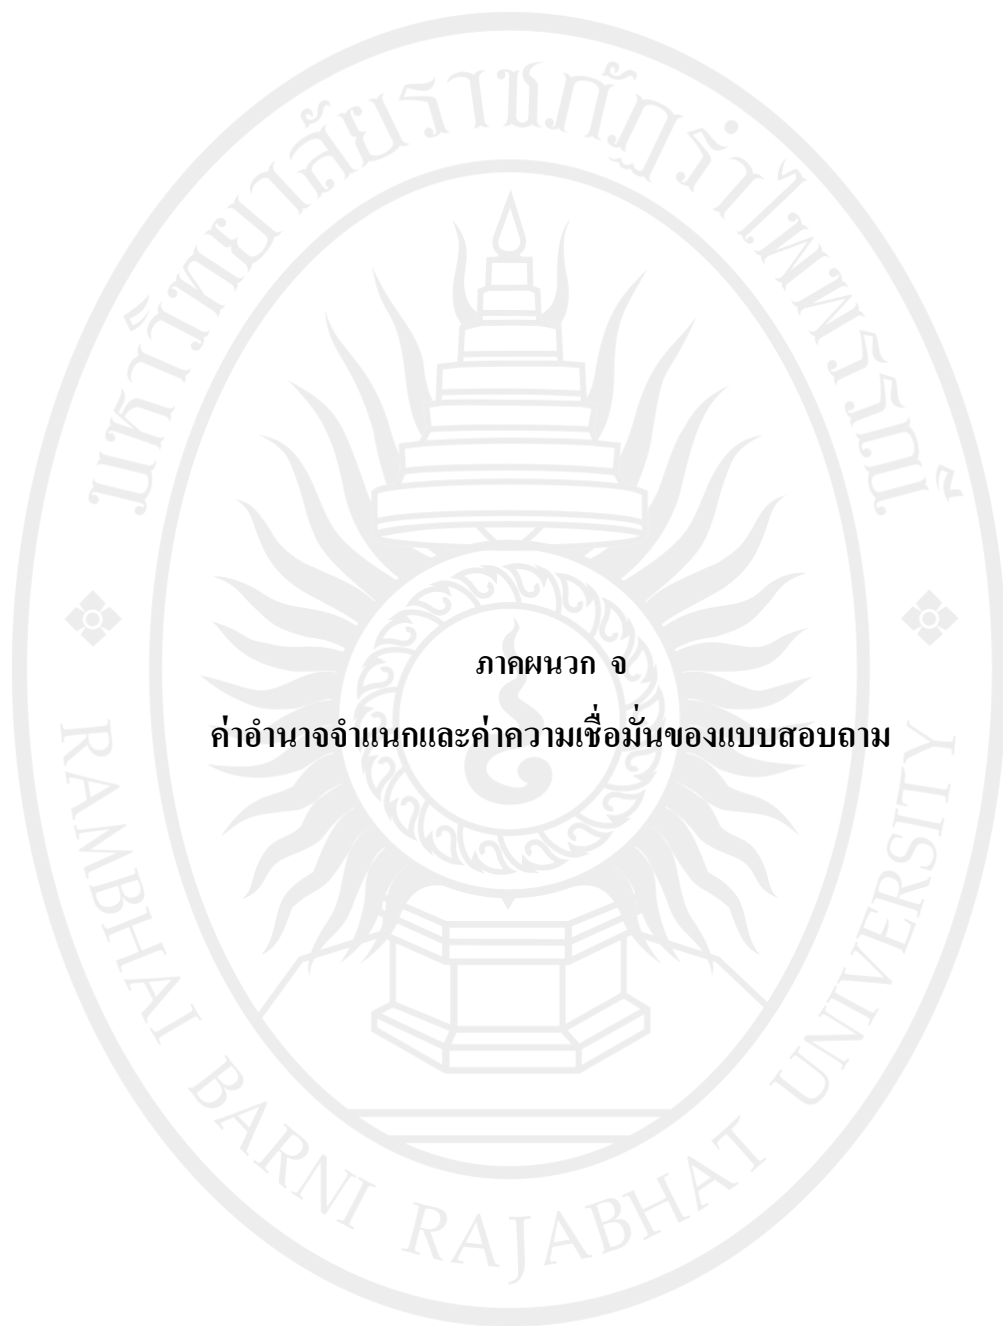 มหาวิทยาลัยราชภัฏรำไพพรรณี
ภาคผนวก จ
ค่าอำนาจจำแนกและค่าความเชื่อมั่นของแบบสอบถาม
RAMBHAI BARNI RAJABHAT UNIVERSITY